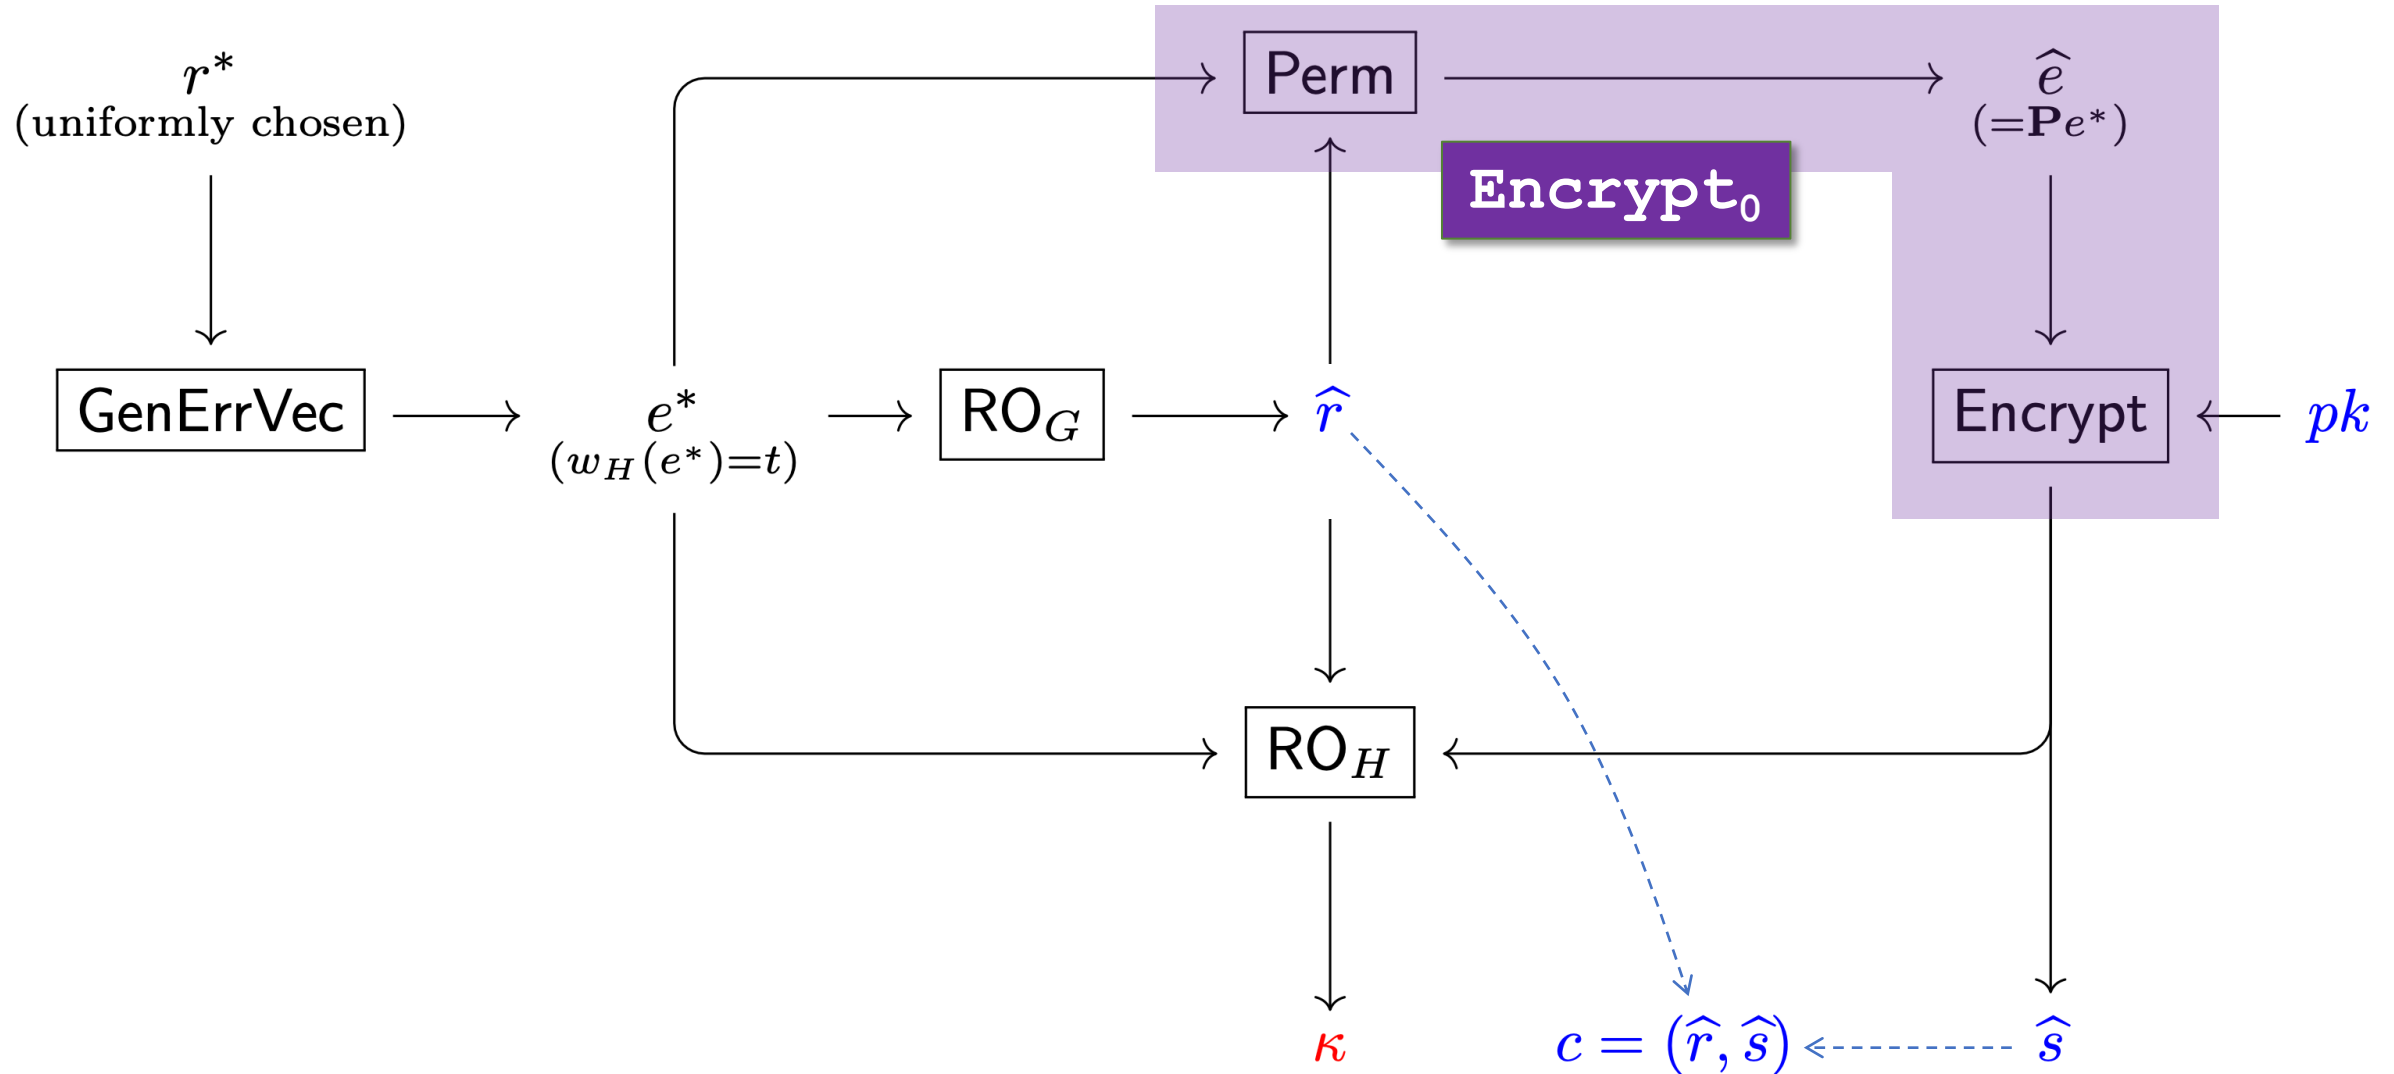 r*
(uniformly chosen)
Perm
ê
(=Pe*)
Encrypt₀
GenErrVec
e*
(w_H(e*)=t)
RO_G
r̂
Encrypt
pk
RO_H
κ
c = (r̂, ŝ)
ŝ